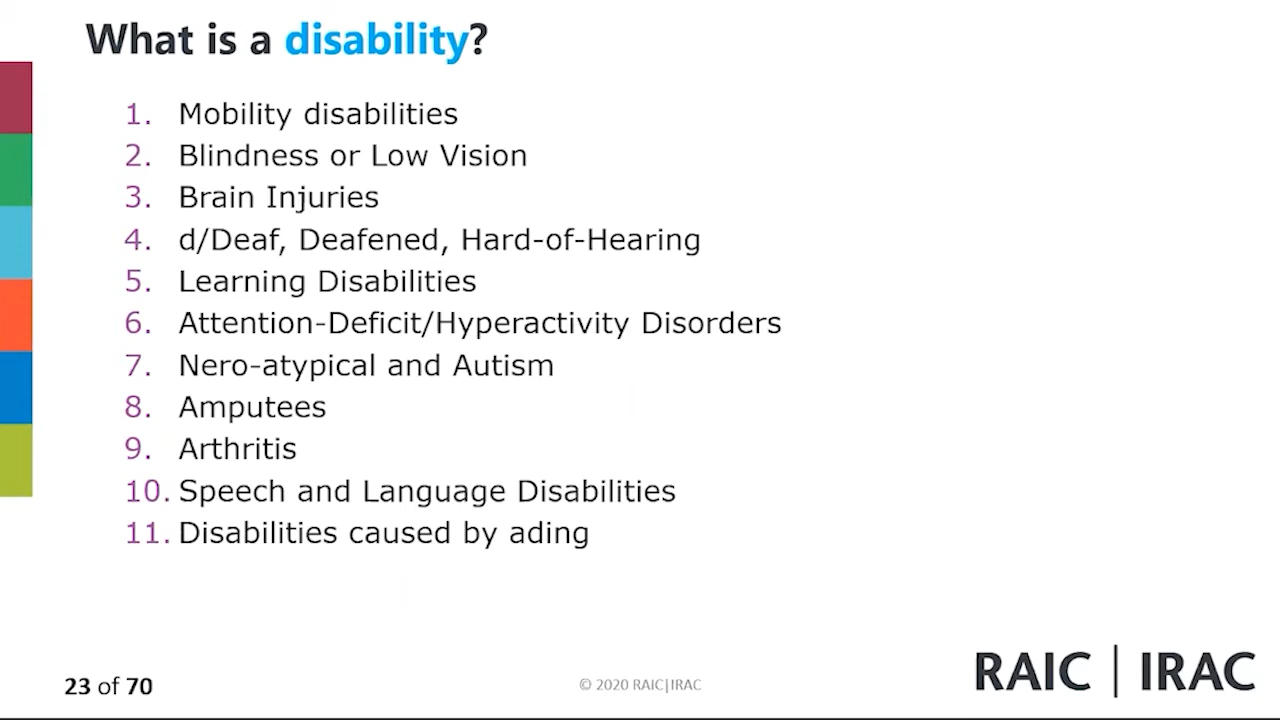 What is a disability?
1. Mobility disabilities
2. Blindness or Low Vision
3. Brain Injuries
4. d/Deaf, Deafened, Hard-of-Hearing
5. Learning Disabilities
6. Attention-Deficit/Hyperactivity Disorders
7. Nero-atypical and Autism
8. Amputees
9. Arthritis
10. Speech and Language Disabilities
11. Disabilities caused by ading
23 of 70
© 2020 RAIC|IRAC
RAIC | IRAC